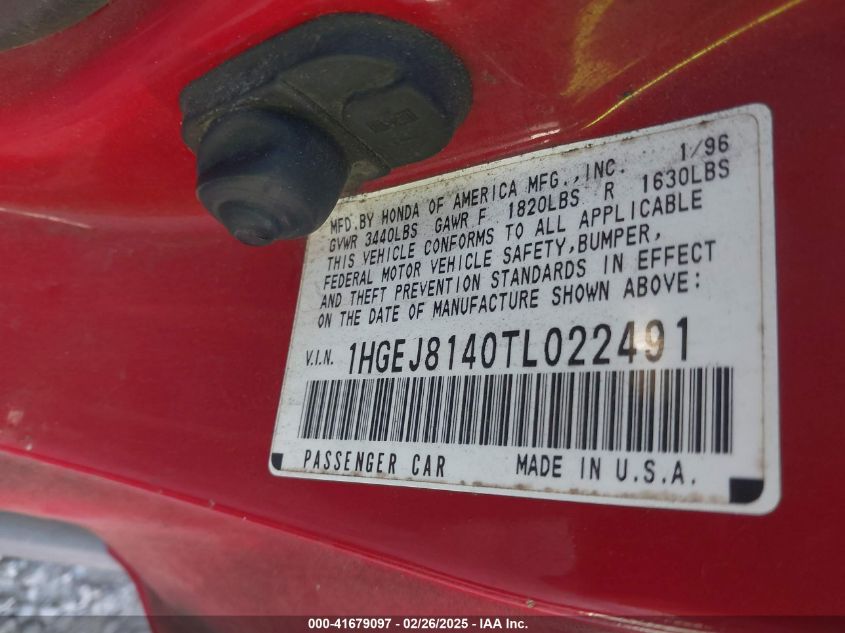 MFD.BY HONDA OF AMERICA MFG.,INC. 1/96
GVWR 3440LBS GAWR F 1820LBS R 1630LBS
THIS VEHICLE CONFORMS TO ALL APPLICABLE
FEDERAL MOTOR VEHICLE SAFETY,BUMPER,
AND THEFT PREVENTION STANDARDS IN EFFECT
ON THE DATE OF MANUFACTURE SHOWN ABOVE:
V.I.N. 1HGEJ8140TL022491
PASSENGER CAR MADE IN U.S.A.
000-41679097 - 02/26/2025 - IAA Inc.